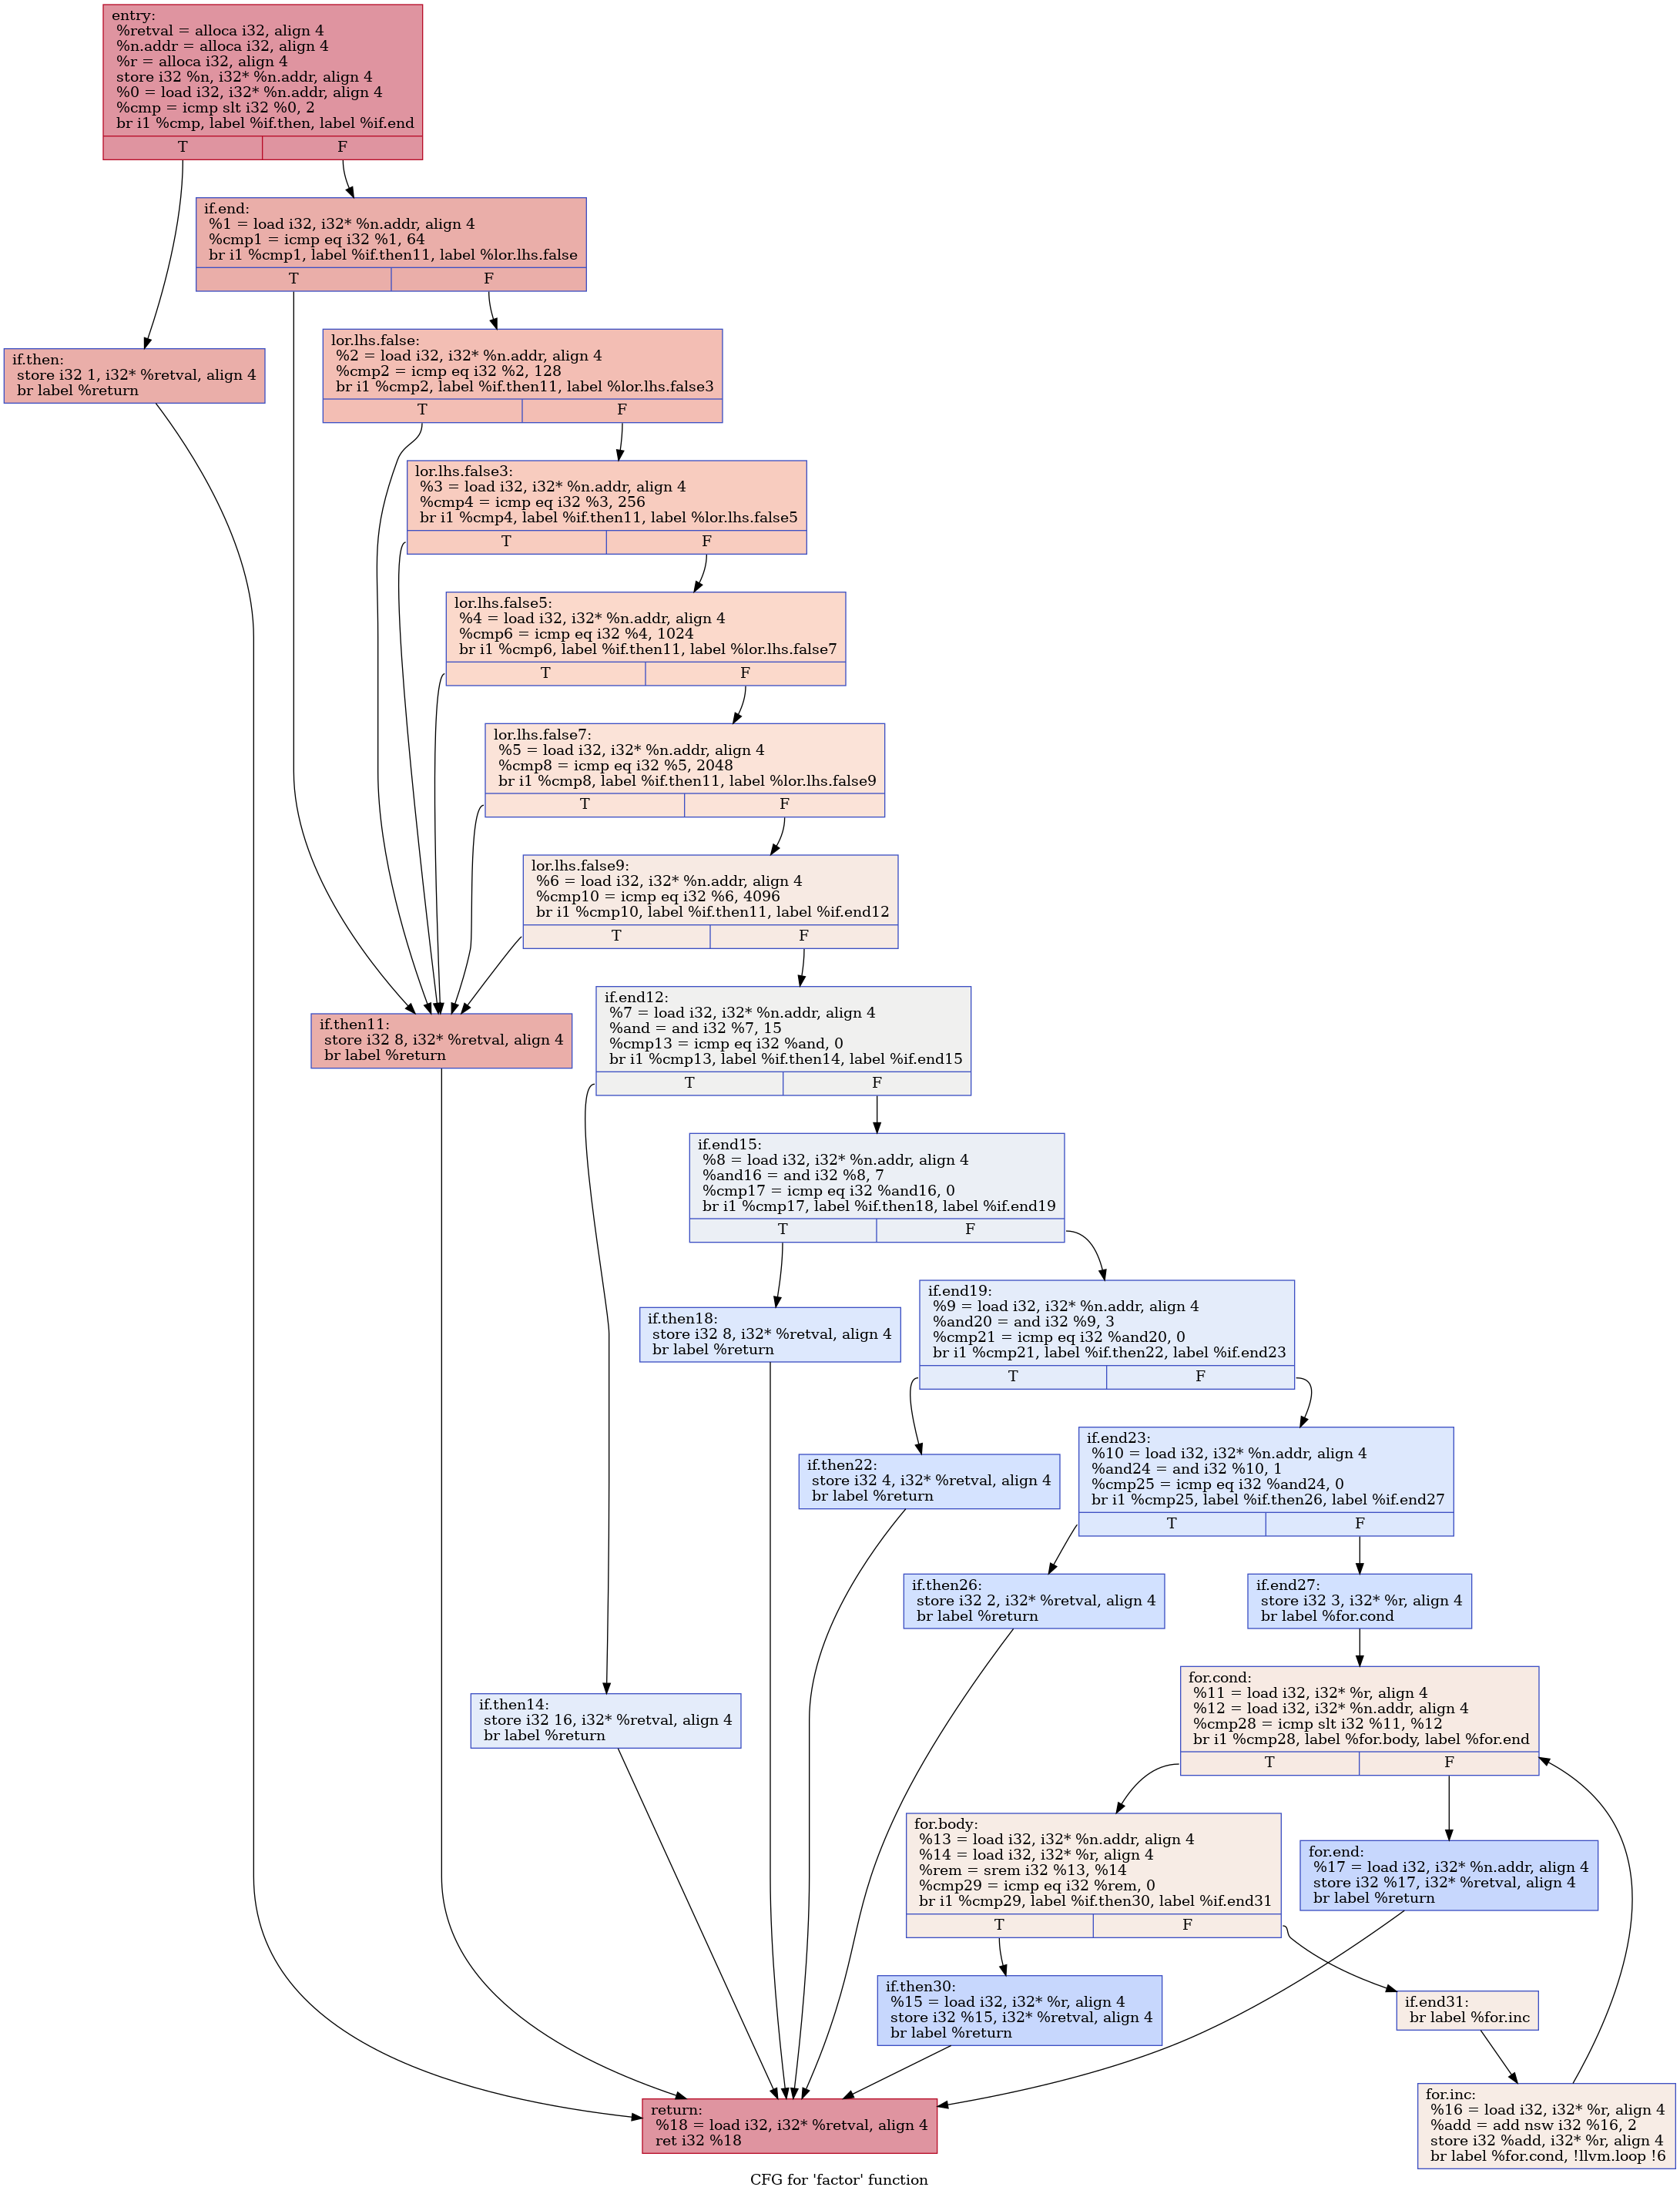 entry:
%retval = alloca i32, align 4
%n.addr = alloca i32, align 4
%r = alloca i32, align 4
store i32 %n, i32* %n.addr, align 4
%0 = load i32, i32* %n.addr, align 4
%cmp = icmp slt i32 %0, 2
br i1 %cmp, label %if.then, label %if.end
T F
if.end:
%1 = load i32, i32* %n.addr, align 4
%cmp1 = icmp eq i32 %1, 64
br i1 %cmp1, label %if.then11, label %lor.lhs.false
T F
if.then:
store i32 1, i32* %retval, align 4
br label %return
lor.lhs.false:
%2 = load i32, i32* %n.addr, align 4
%cmp2 = icmp eq i32 %2, 128
br i1 %cmp2, label %if.then11, label %lor.lhs.false3
T F
lor.lhs.false3:
%3 = load i32, i32* %n.addr, align 4
%cmp4 = icmp eq i32 %3, 256
br i1 %cmp4, label %if.then11, label %lor.lhs.false5
T F
lor.lhs.false5:
%4 = load i32, i32* %n.addr, align 4
%cmp6 = icmp eq i32 %4, 1024
br i1 %cmp6, label %if.then11, label %lor.lhs.false7
T F
lor.lhs.false7:
%5 = load i32, i32* %n.addr, align 4
%cmp8 = icmp eq i32 %5, 2048
br i1 %cmp8, label %if.then11, label %lor.lhs.false9
T F
lor.lhs.false9:
%6 = load i32, i32* %n.addr, align 4
%cmp10 = icmp eq i32 %6, 4096
br i1 %cmp10, label %if.then11, label %if.end12
T F
if.then11:
store i32 8, i32* %retval, align 4
br label %return
if.end12:
%7 = load i32, i32* %n.addr, align 4
%and = and i32 %7, 15
%cmp13 = icmp eq i32 %and, 0
br i1 %cmp13, label %if.then14, label %if.end15
T F
if.end15:
%8 = load i32, i32* %n.addr, align 4
%and16 = and i32 %8, 7
%cmp17 = icmp eq i32 %and16, 0
br i1 %cmp17, label %if.then18, label %if.end19
T F
if.then18:
store i32 8, i32* %retval, align 4
br label %return
if.end19:
%9 = load i32, i32* %n.addr, align 4
%and20 = and i32 %9, 3
%cmp21 = icmp eq i32 %and20, 0
br i1 %cmp21, label %if.then22, label %if.end23
T F
if.then22:
store i32 4, i32* %retval, align 4
br label %return
if.end23:
%10 = load i32, i32* %n.addr, align 4
%and24 = and i32 %10, 1
%cmp25 = icmp eq i32 %and24, 0
br i1 %cmp25, label %if.then26, label %if.end27
T F
if.then26:
store i32 2, i32* %retval, align 4
br label %return
if.end27:
store i32 3, i32* %r, align 4
br label %for.cond
if.then14:
store i32 16, i32* %retval, align 4
br label %return
for.cond:
%11 = load i32, i32* %r, align 4
%12 = load i32, i32* %n.addr, align 4
%cmp28 = icmp slt i32 %11, %12
br i1 %cmp28, label %for.body, label %for.end
T F
for.body:
%13 = load i32, i32* %n.addr, align 4
%14 = load i32, i32* %r, align 4
%rem = srem i32 %13, %14
%cmp29 = icmp eq i32 %rem, 0
br i1 %cmp29, label %if.then30, label %if.end31
T F
for.end:
%17 = load i32, i32* %n.addr, align 4
store i32 %17, i32* %retval, align 4
br label %return
if.then30:
%15 = load i32, i32* %r, align 4
store i32 %15, i32* %retval, align 4
br label %return
if.end31:
br label %for.inc
return:
%18 = load i32, i32* %retval, align 4
ret i32 %18
for.inc:
%16 = load i32, i32* %r, align 4
%add = add nsw i32 %16, 2
store i32 %add, i32* %r, align 4
br label %for.cond, !llvm.loop !6
CFG for 'factor' function